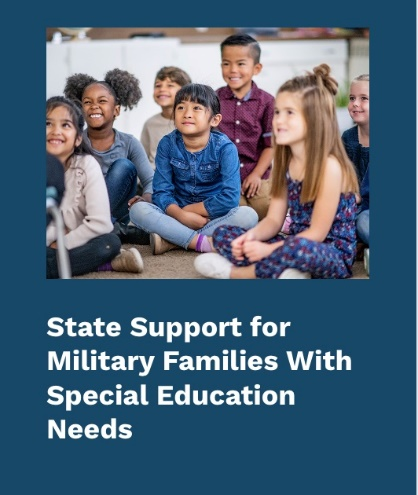 State Support for
Military Families With
Special Education
Needs